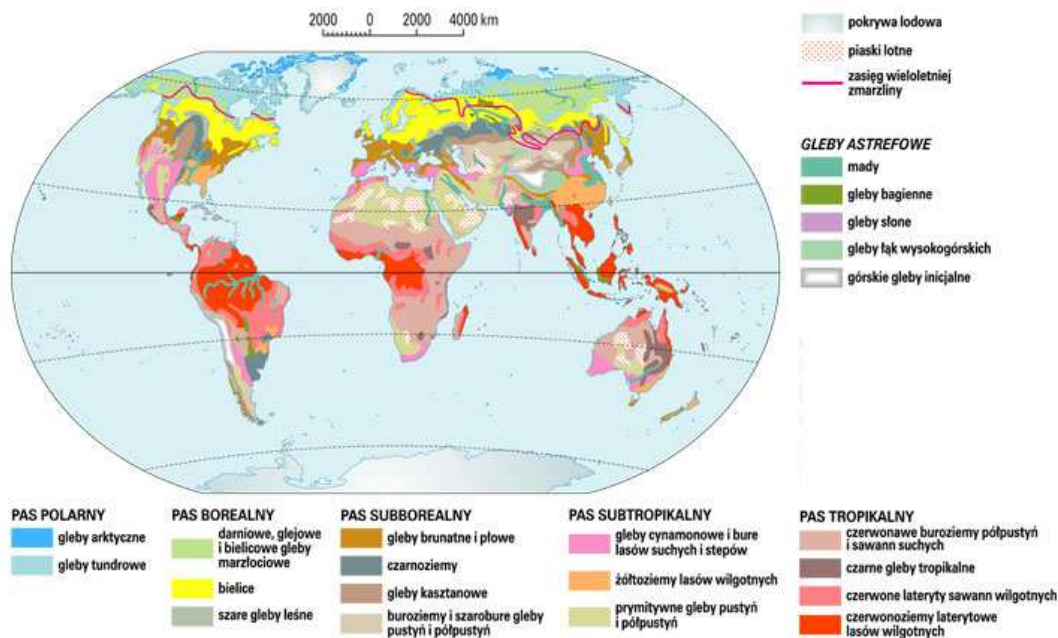 2000 0 2000 4000 km
pokrywa lodowa
piaski lotne
zasięg wieloletniej
zmarzliny
GLEBY ASTREFOWE
mady
gleby bagienne
gleby słone
gleby łąk wysokogórskich
górskie gleby inicjalne
PAS POLARNY
gleby arktyczne
gleby tundrowe
PAS BOREALNY
darniowe, glejowe
i bielicowe gleby
marzłociowe
bielice
szare gleby leśne
PAS SUBBOREALNY
gleby brunatne i płowe
czarnoziemy
gleby kasztanowe
buroziemy i szarobure gleby
pustyń i półpustyń
PAS SUBTROPIKALNY
gleby cynamonowe i bure
lasów suchych i stepów
żółtoziemy lasów wilgotnych
prymitywne gleby pustyń
i półpustyń
PAS TROPIKALNY
czerwonawe buroziemy półpustyń
i sawann suchych
czarne gleby tropikalne
czerwone lateryty sawann wilgotnych
czerwonoziemy laterytowe
lasów wilgotnych